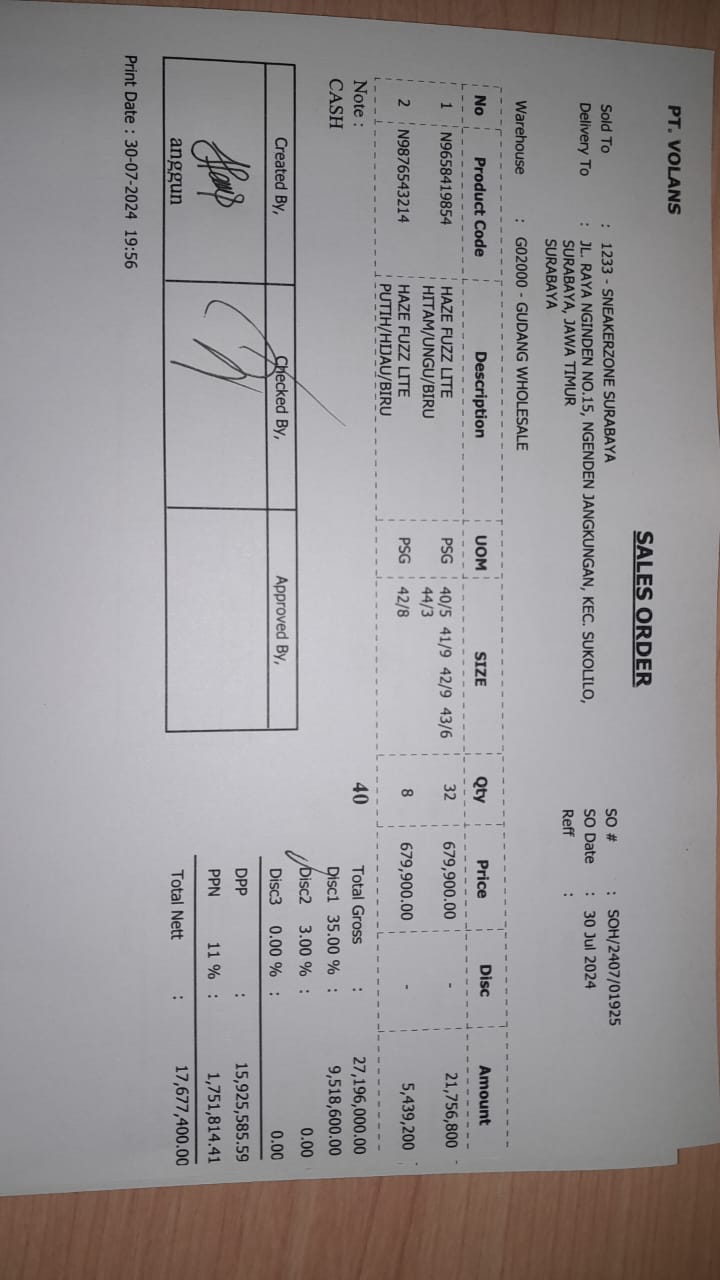 PT. VOLANS
SALES ORDER
Sold To : 1233 - SNEAKERZONE SURABAYA
Delivery To : JL. RAYA NGINDEN NO.15, NGENDEN JANGKUNGAN, KEC. SUKOLILO,
SURABAYA, JAWA TIMUR
SURABAYA
SO # : SOH/2407/01925
SO Date : 30 Jul 2024
Reff :
Warehouse : G02000 - GUDANG WHOLESALE
No Product Code Description UOM SIZE Qty Price Disc Amount
1 N9658419854 HAZE FUZZ LITE PSG 40/5 41/9 42/9 43/6 32 679,900.00 - 21,756,800
HITAM/UNGU/BIRU 44/3
2 N9876543214 HAZE FUZZ LITE PSG 42/8 8 679,900.00 - 5,439,200
PUTIH/HIJAU/BIRU
Note : 40
CASH
Total Gross : 27,196,000.00
Disc1 35.00 % : 9,518,600.00
Disc2 3.00 % : 0.00
Disc3 0.00 % : 0.00
DPP : 15,925,585.59
PPN 11 % : 1,751,814.41
Total Nett : 17,677,400.00
Created By, Checked By, Approved By,
anggun
Print Date : 30-07-2024 19:56